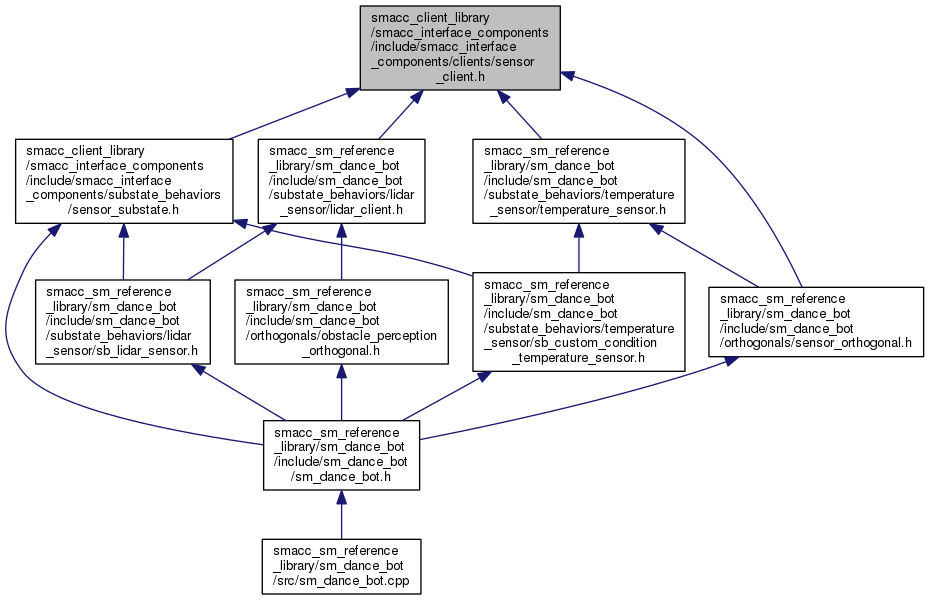 smacc_client_library
/smacc_interface_components
/include/smacc_interface
_components/clients/sensor
_client.h
smacc_client_library
/smacc_interface_components
/include/smacc_interface
_components/substate_behaviors
/sensor_substate.h
smacc_sm_reference
_library/sm_dance_bot
/include/sm_dance_bot
/substate_behaviors/lidar
_sensor/lidar_client.h
smacc_sm_reference
_library/sm_dance_bot
/include/sm_dance_bot
/substate_behaviors/temperature
_sensor/temperature_sensor.h
smacc_sm_reference
_library/sm_dance_bot
/include/sm_dance_bot
/substate_behaviors/lidar
_sensor/sb_lidar_sensor.h
smacc_sm_reference
_library/sm_dance_bot
/include/sm_dance_bot
/orthogonals/obstacle_perception
_orthogonal.h
smacc_sm_reference
_library/sm_dance_bot
/include/sm_dance_bot
/substate_behaviors/temperature
_sensor/sb_custom_condition
_temperature_sensor.h
smacc_sm_reference
_library/sm_dance_bot
/include/sm_dance_bot
/orthogonals/sensor_orthogonal.h
smacc_sm_reference
_library/sm_dance_bot
/include/sm_dance_bot
/sm_dance_bot.h
smacc_sm_reference
_library/sm_dance_bot
/src/sm_dance_bot.cpp